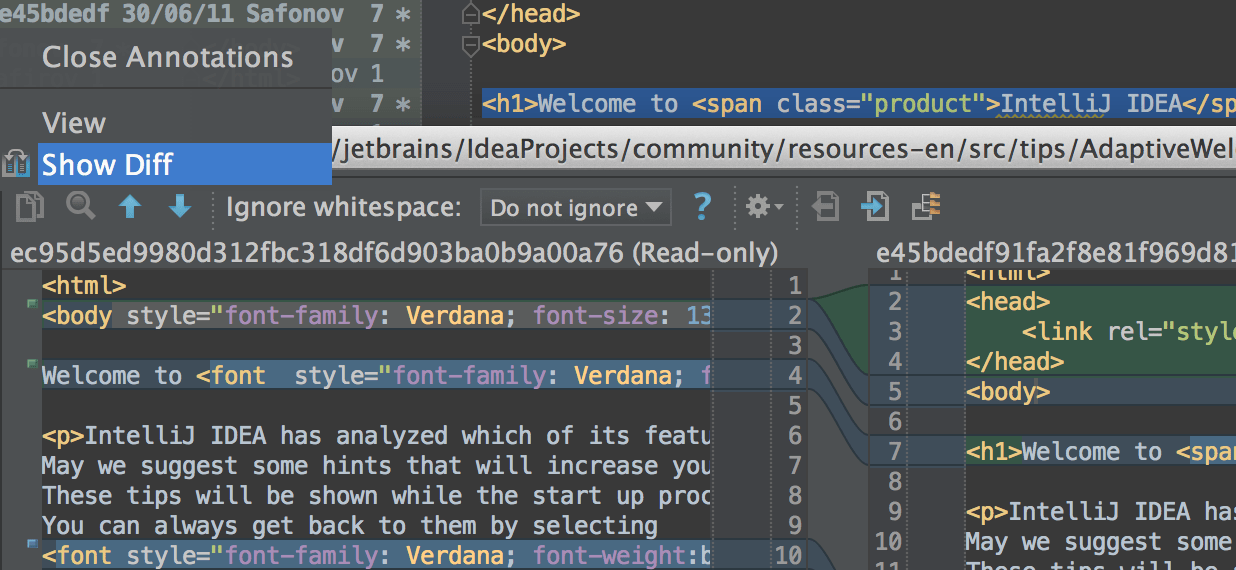 e45bdedf 30/06/11 Safonov 7 * </head>
v 7 * <body>
Close Annotations
ov 1
v 7 * <h1>Welcome to <span class="product">IntelliJ IDEA</sp
View
/jetbrains/IdeaProjects/community/resources-en/src/tips/AdaptiveWel
Show Diff
Ignore whitespace: Do not ignore ?
ec95d5ed9980d312fbc318df6d903ba0b9a00a76 (Read-only)
<html> 1
<body style="font-family: Verdana; font-size: 13 2
3
Welcome to <font  style="font-family: Verdana; f 4
5
<p>IntelliJ IDEA has analyzed which of its featu 6
May we suggest some hints that will increase you 7
These tips will be shown while the start up proc 8
You can always get back to them by selecting 9
<font style="font-family: Verdana; font-weight:b 10
e45bdedf91fa2f8e81f969d81
1 <html>
2 <head>
3 <link rel="style
4 </head>
5 <body>
6
7 <h1>Welcome to <span
8
9 <p>IntelliJ IDEA has
10 May we suggest some
11 These tips will be